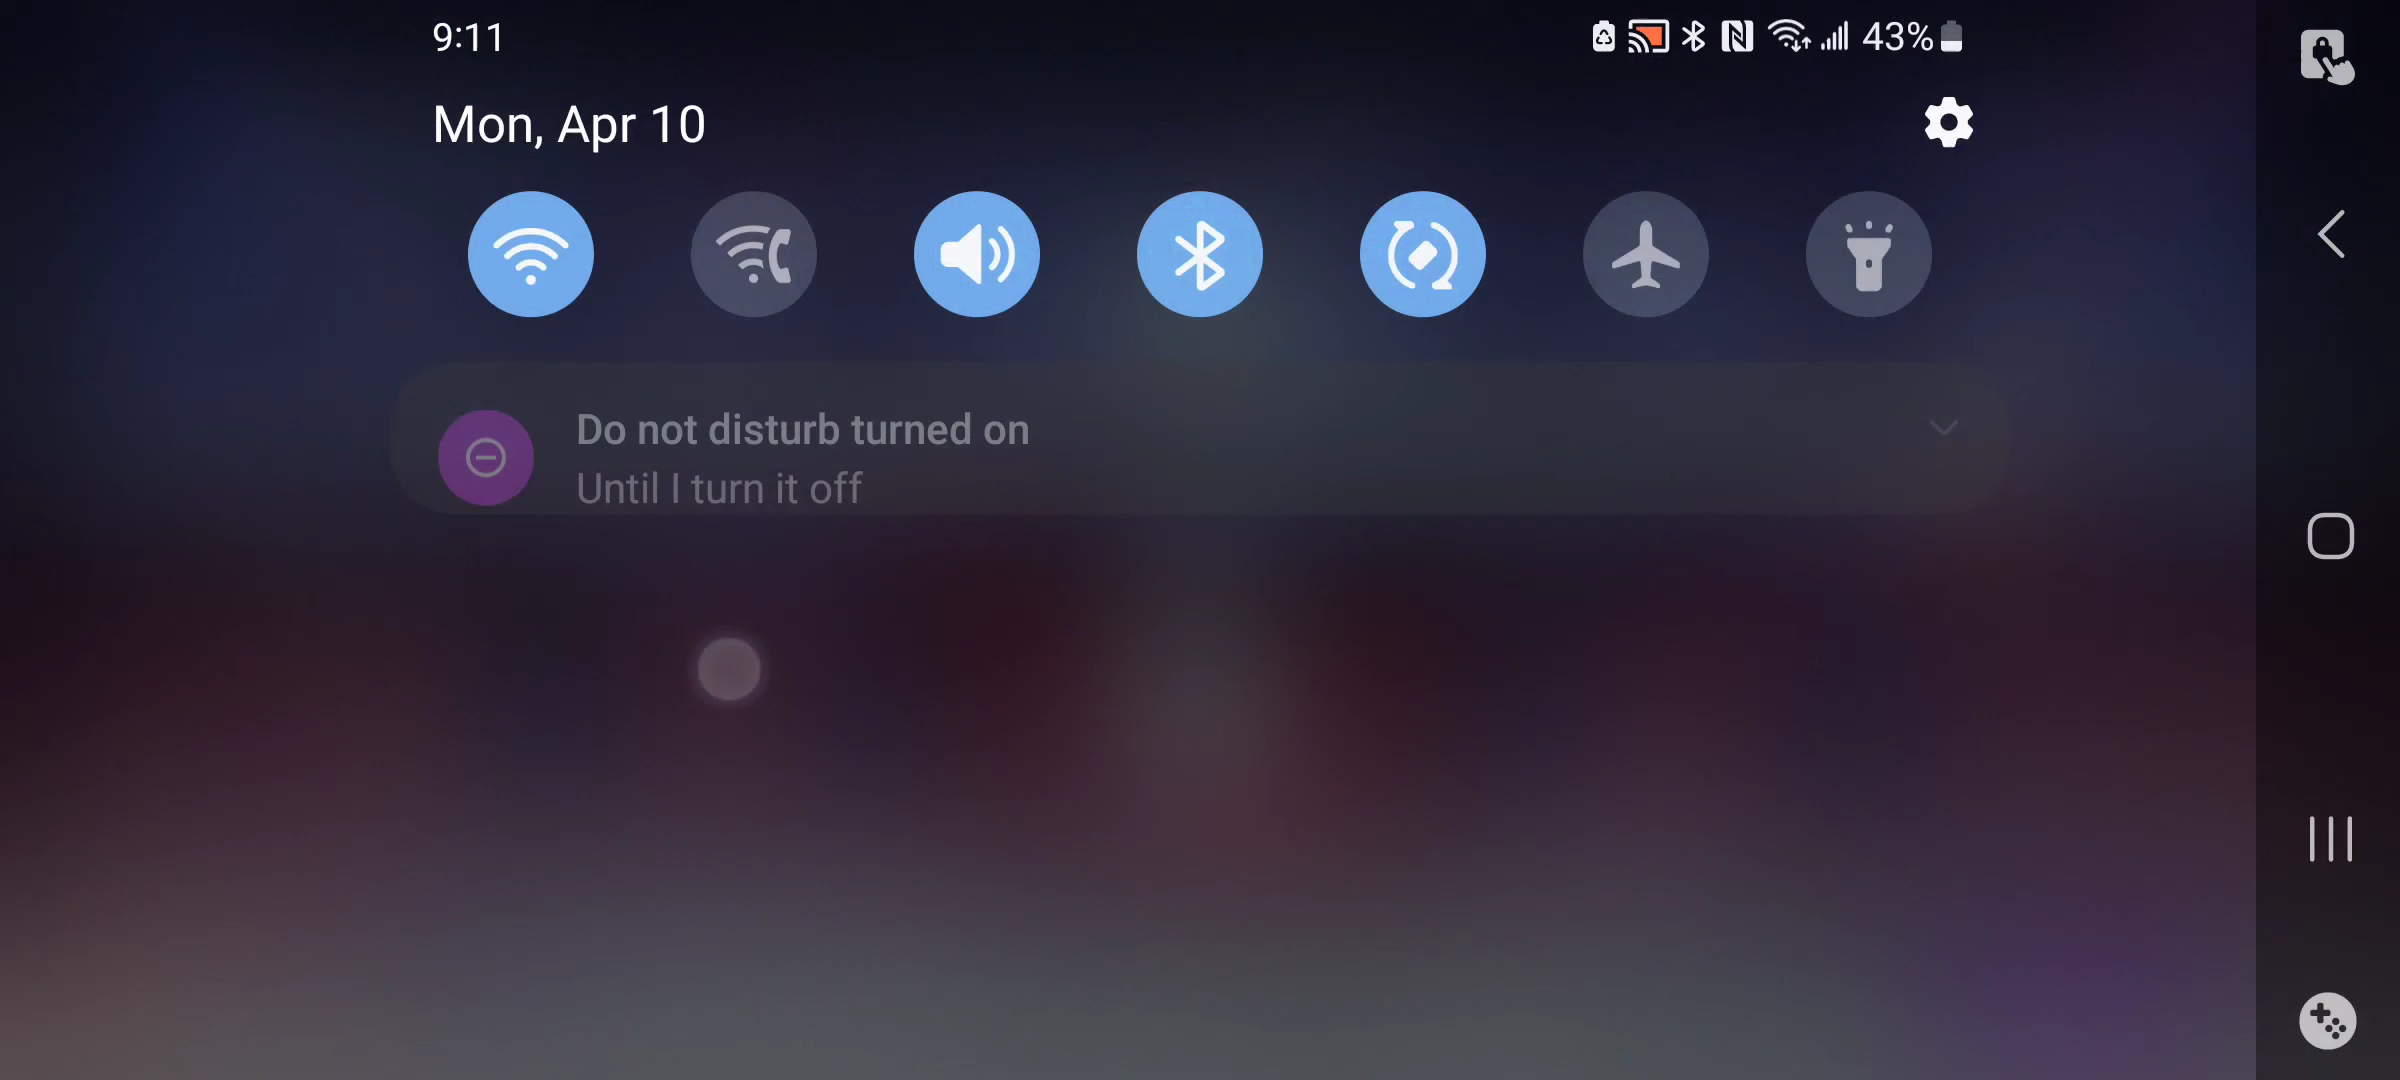 9:11
43%
Mon, Apr 10
Do not disturb turned on
Until I turn it off